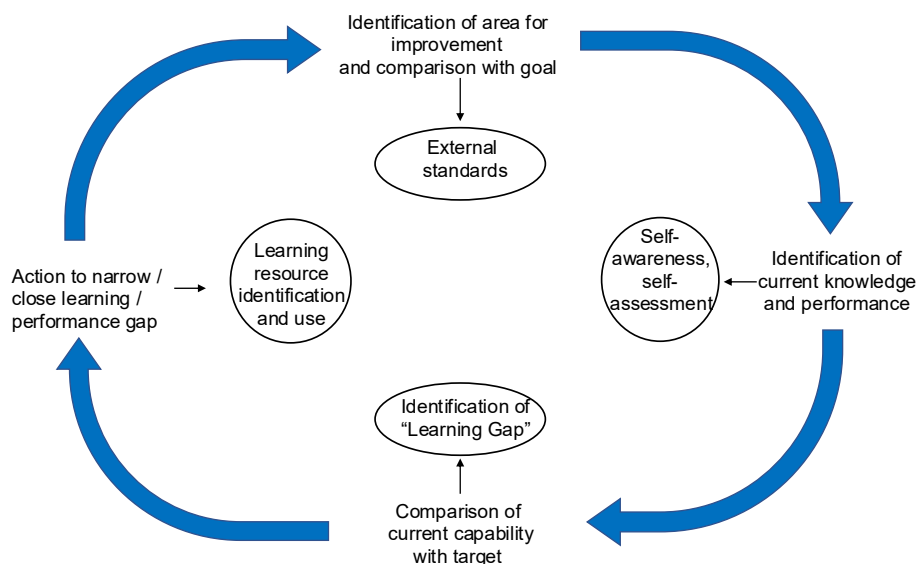 Identification of area for
improvement
and comparison with goal
External
standards
Self-
awareness,
self-
assessment
Identification of
current knowledge
and performance
Learning
resource
identification
and use
Action to narrow /
close learning /
performance gap
Identification of
“Learning Gap”
Comparison of
current capability
with target